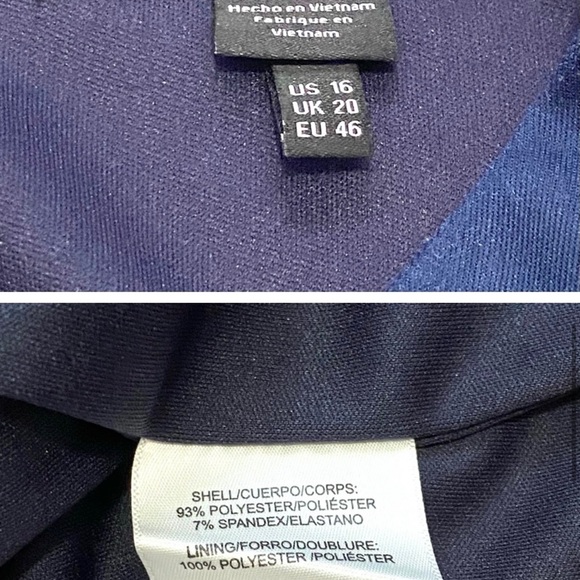 Hecho en Vietnam
Fabriqué en
Vietnam
US 16
UK 20
EU 46
SHELL/CUERPO/CORPS:
93% POLYESTER/POLIÉSTER
7% SPANDEX/ELASTANO
LINING/FORRO/DOUBLURE:
100% POLYESTER /POLIÉSTER